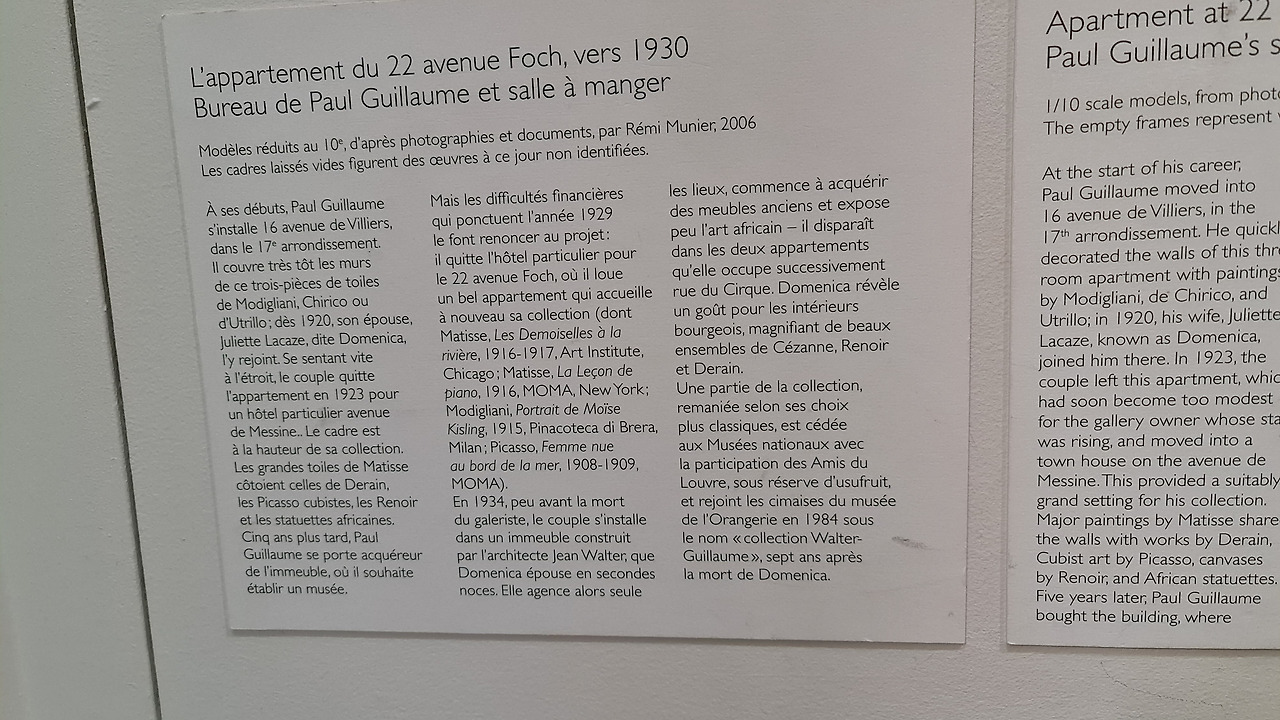 L'appartement du 22 avenue Foch, vers 1930
Bureau de Paul Guillaume et salle à manger
Modèles réduits au 10e, d'après photographies et documents, par Rémi Munier, 2006
Les cadres laissés vides figurent des œuvres à ce jour non identifiées.
À ses débuts, Paul Guillaume
s'installe 16 avenue de Villiers,
dans le 17e arrondissement.
Il couvre très tôt les murs
de ce trois-pièces de toiles
de Modigliani, Chirico ou
d'Utrillo ; dès 1920, son épouse,
Juliette Lacaze, dite Domenica,
l'y rejoint. Se sentant vite
à l'étroit, le couple quitte
l'appartement en 1923 pour
un hôtel particulier avenue
de Messine.. Le cadre est
à la hauteur de sa collection.
Les grandes toiles de Matisse
côtoient celles de Derain,
les Picasso cubistes, les Renoir
et les statuettes africaines.
Cinq ans plus tard, Paul
Guillaume se porte acquéreur
de l'immeuble, où il souhaite
établir un musée.
Mais les difficultés financières
qui ponctuent l'année 1929
le font renoncer au projet :
il quitte l'hôtel particulier pour
le 22 avenue Foch, où il loue
un bel appartement qui accueille
à nouveau sa collection (dont
Matisse, Les Demoiselles à la
rivière, 1916-1917, Art Institute,
Chicago ; Matisse, La Leçon de
piano, 1916, MOMA, New York ;
Modigliani, Portrait de Moïse
Kisling, 1915, Pinacoteca di Brera,
Milan ; Picasso, Femme nue
au bord de la mer, 1908-1909,
MOMA).
En 1934, peu avant la mort
du galeriste, le couple s'installe
dans un immeuble construit
par l'architecte Jean Walter, que
Domenica épouse en secondes
noces. Elle agence alors seule
les lieux, commence à acquérir
des meubles anciens et expose
peu l'art africain – il disparaît
dans les deux appartements
qu'elle occupe successivement
rue du Cirque. Domenica révèle
un goût pour les intérieurs
bourgeois, magnifiant de beaux
ensembles de Cézanne, Renoir
et Derain.
Une partie de la collection,
remaniée selon ses choix
plus classiques, est cédée
aux Musées nationaux avec
la participation des Amis du
Louvre, sous réserve d'usufruit,
et rejoint les cimaises du musée
de l'Orangerie en 1984 sous
le nom « collection Walter-
Guillaume », sept ans après
la mort de Domenica.
Apartment at 22
Paul Guillaume's
1/10 scale models, from
The empty frames represent
At the start of his career,
Paul Guillaume moved into
16 avenue de Villiers, in the
17th arrondissement. He
decorated the walls of this
room apartment with paintings
by Modigliani, de Chirico, and
Utrillo; in 1920, his wife, Juliette
Lacaze, known as Domenica,
joined him there. In 1923, the
couple left this apartment,
had soon become too modest
for the gallery owner whose
was rising, and moved into a
town house on the avenue de
Messine. This provided a suitably
grand setting for his collection.
Major paintings by Matisse
the walls with works by Derain,
Cubist art by Picasso, canvases
by Renoir, and African statuettes.
Five years later, Paul Guillaume
bought the building, where